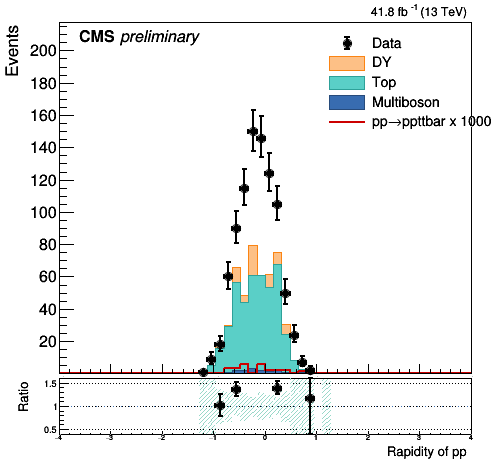 41.8 fb⁻¹ (13 TeV)
CMS preliminary
Events
Data
DY
Top
Multiboson
pp→ppttbar x 1000
200
180
160
140
120
100
80
60
40
20
Ratio
1.5
1
0.5
-4 -3 -2 -1 0 1 2 3 4
Rapidity of pp